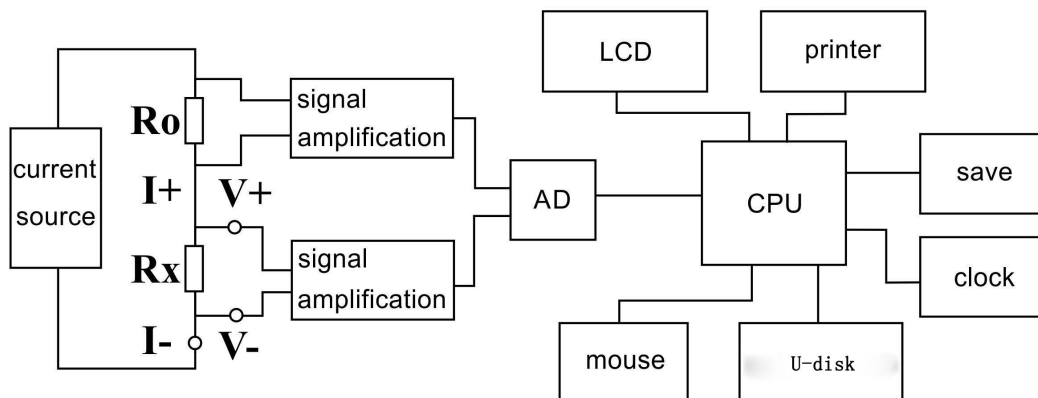 LCD
printer
signal
amplification
Ro
current
source
I+
V+
AD
CPU
save
Rx
signal
amplification
clock
I-
V-
mouse
U-disk